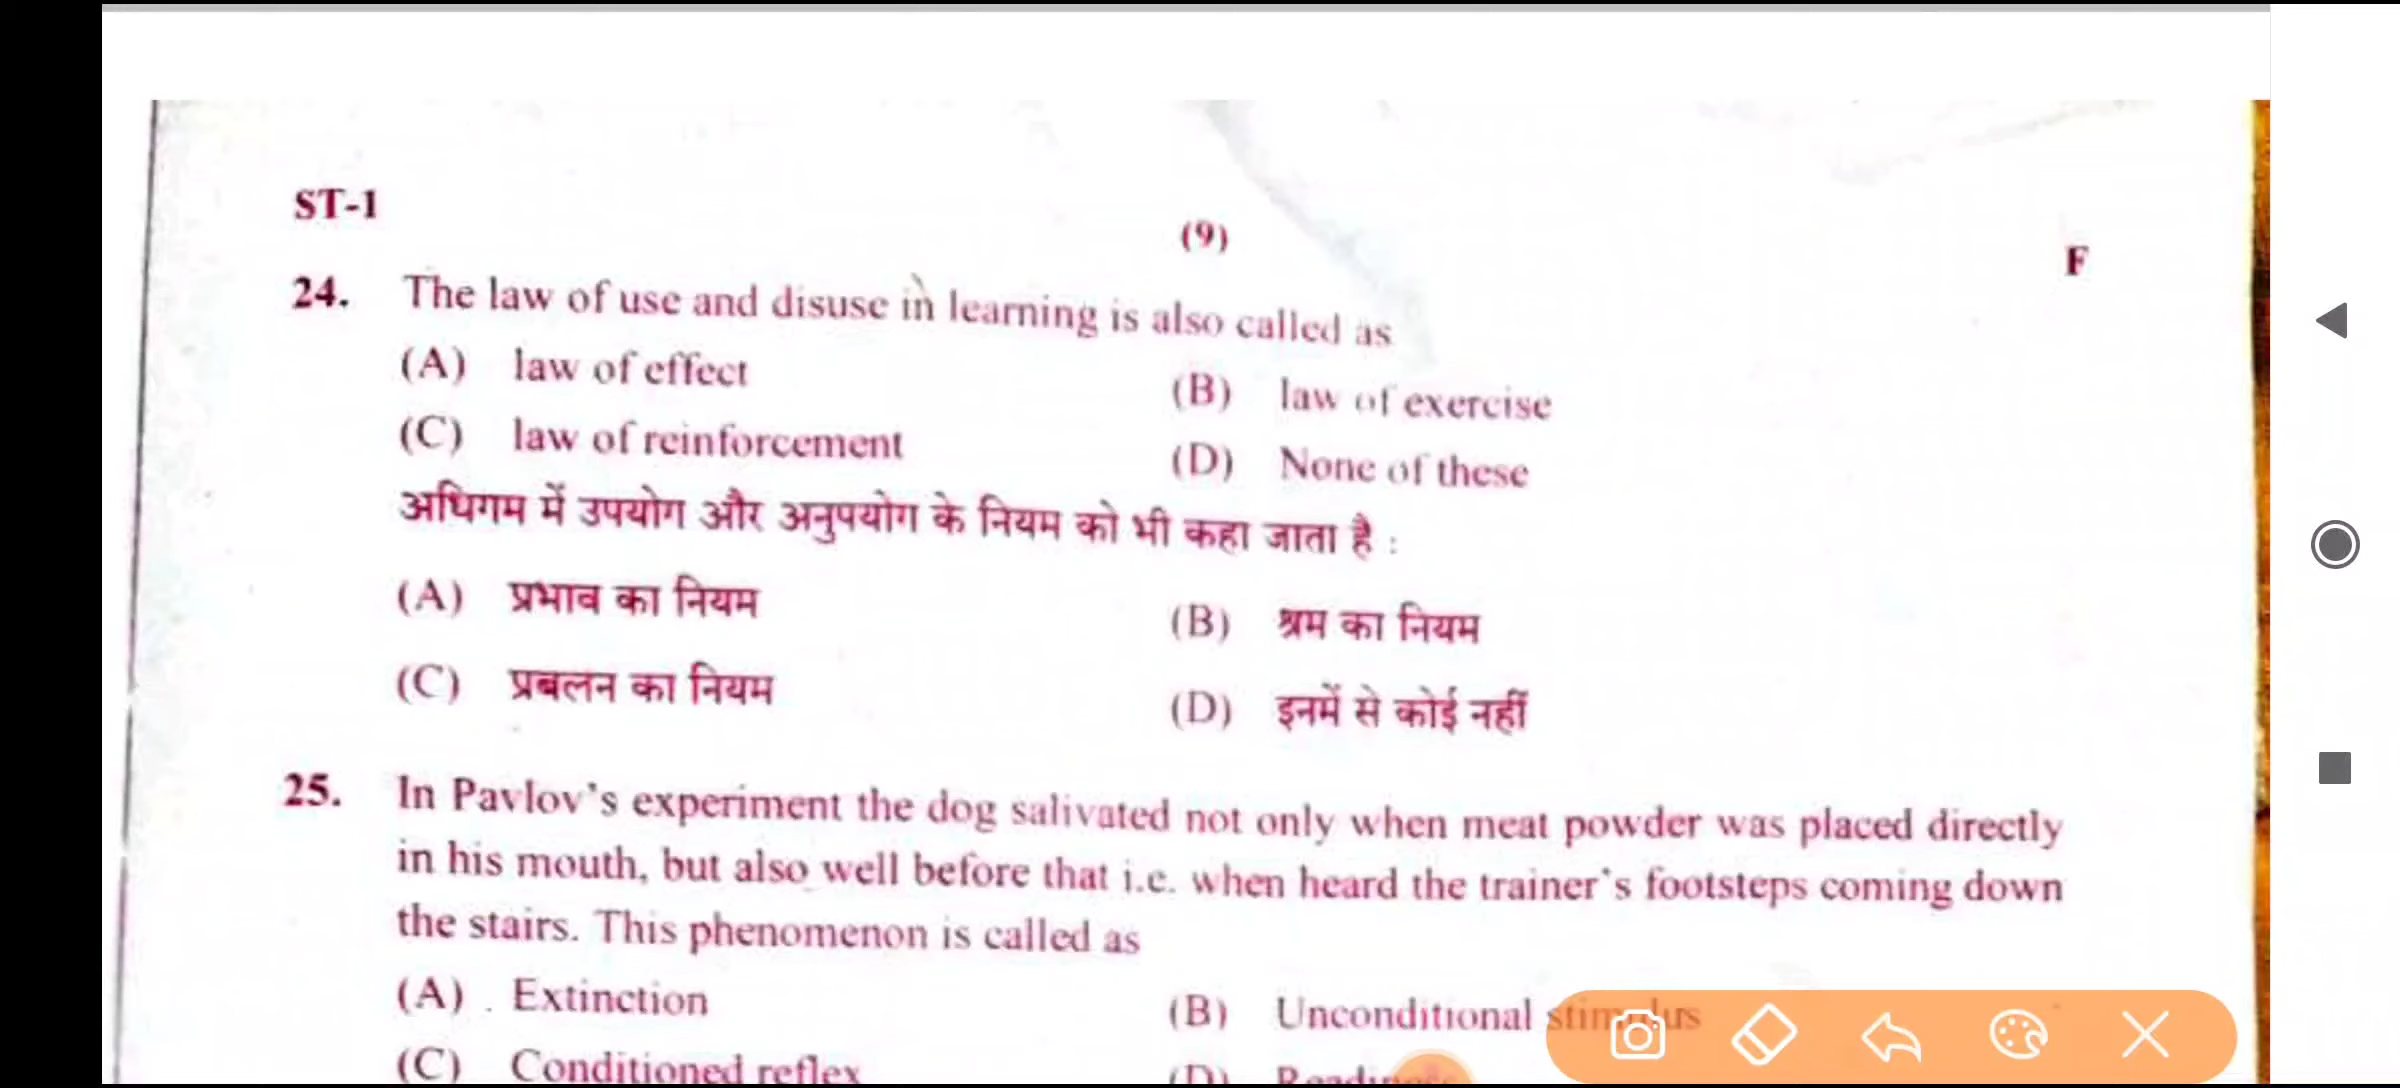 ST-1
(9)
F
24. The law of use and disuse in learning is also called as
(A) law of effect
(B) law of exercise
(C) law of reinforcement
(D) None of these
अधिगम में उपयोग और अनुपयोग के नियम को भी कहा जाता है :
(A) प्रभाव का नियम
(B) श्रम का नियम
(C) प्रबलन का नियम
(D) इनमें से कोई नहीं
25. In Pavlov's experiment the dog salivated not only when meat powder was placed directly
in his mouth, but also well before that i.e. when heard the trainer's footsteps coming down
the stairs. This phenomenon is called as
(A) . Extinction
(B) Unconditional stimulus
(C) Conditioned reflex
(D)